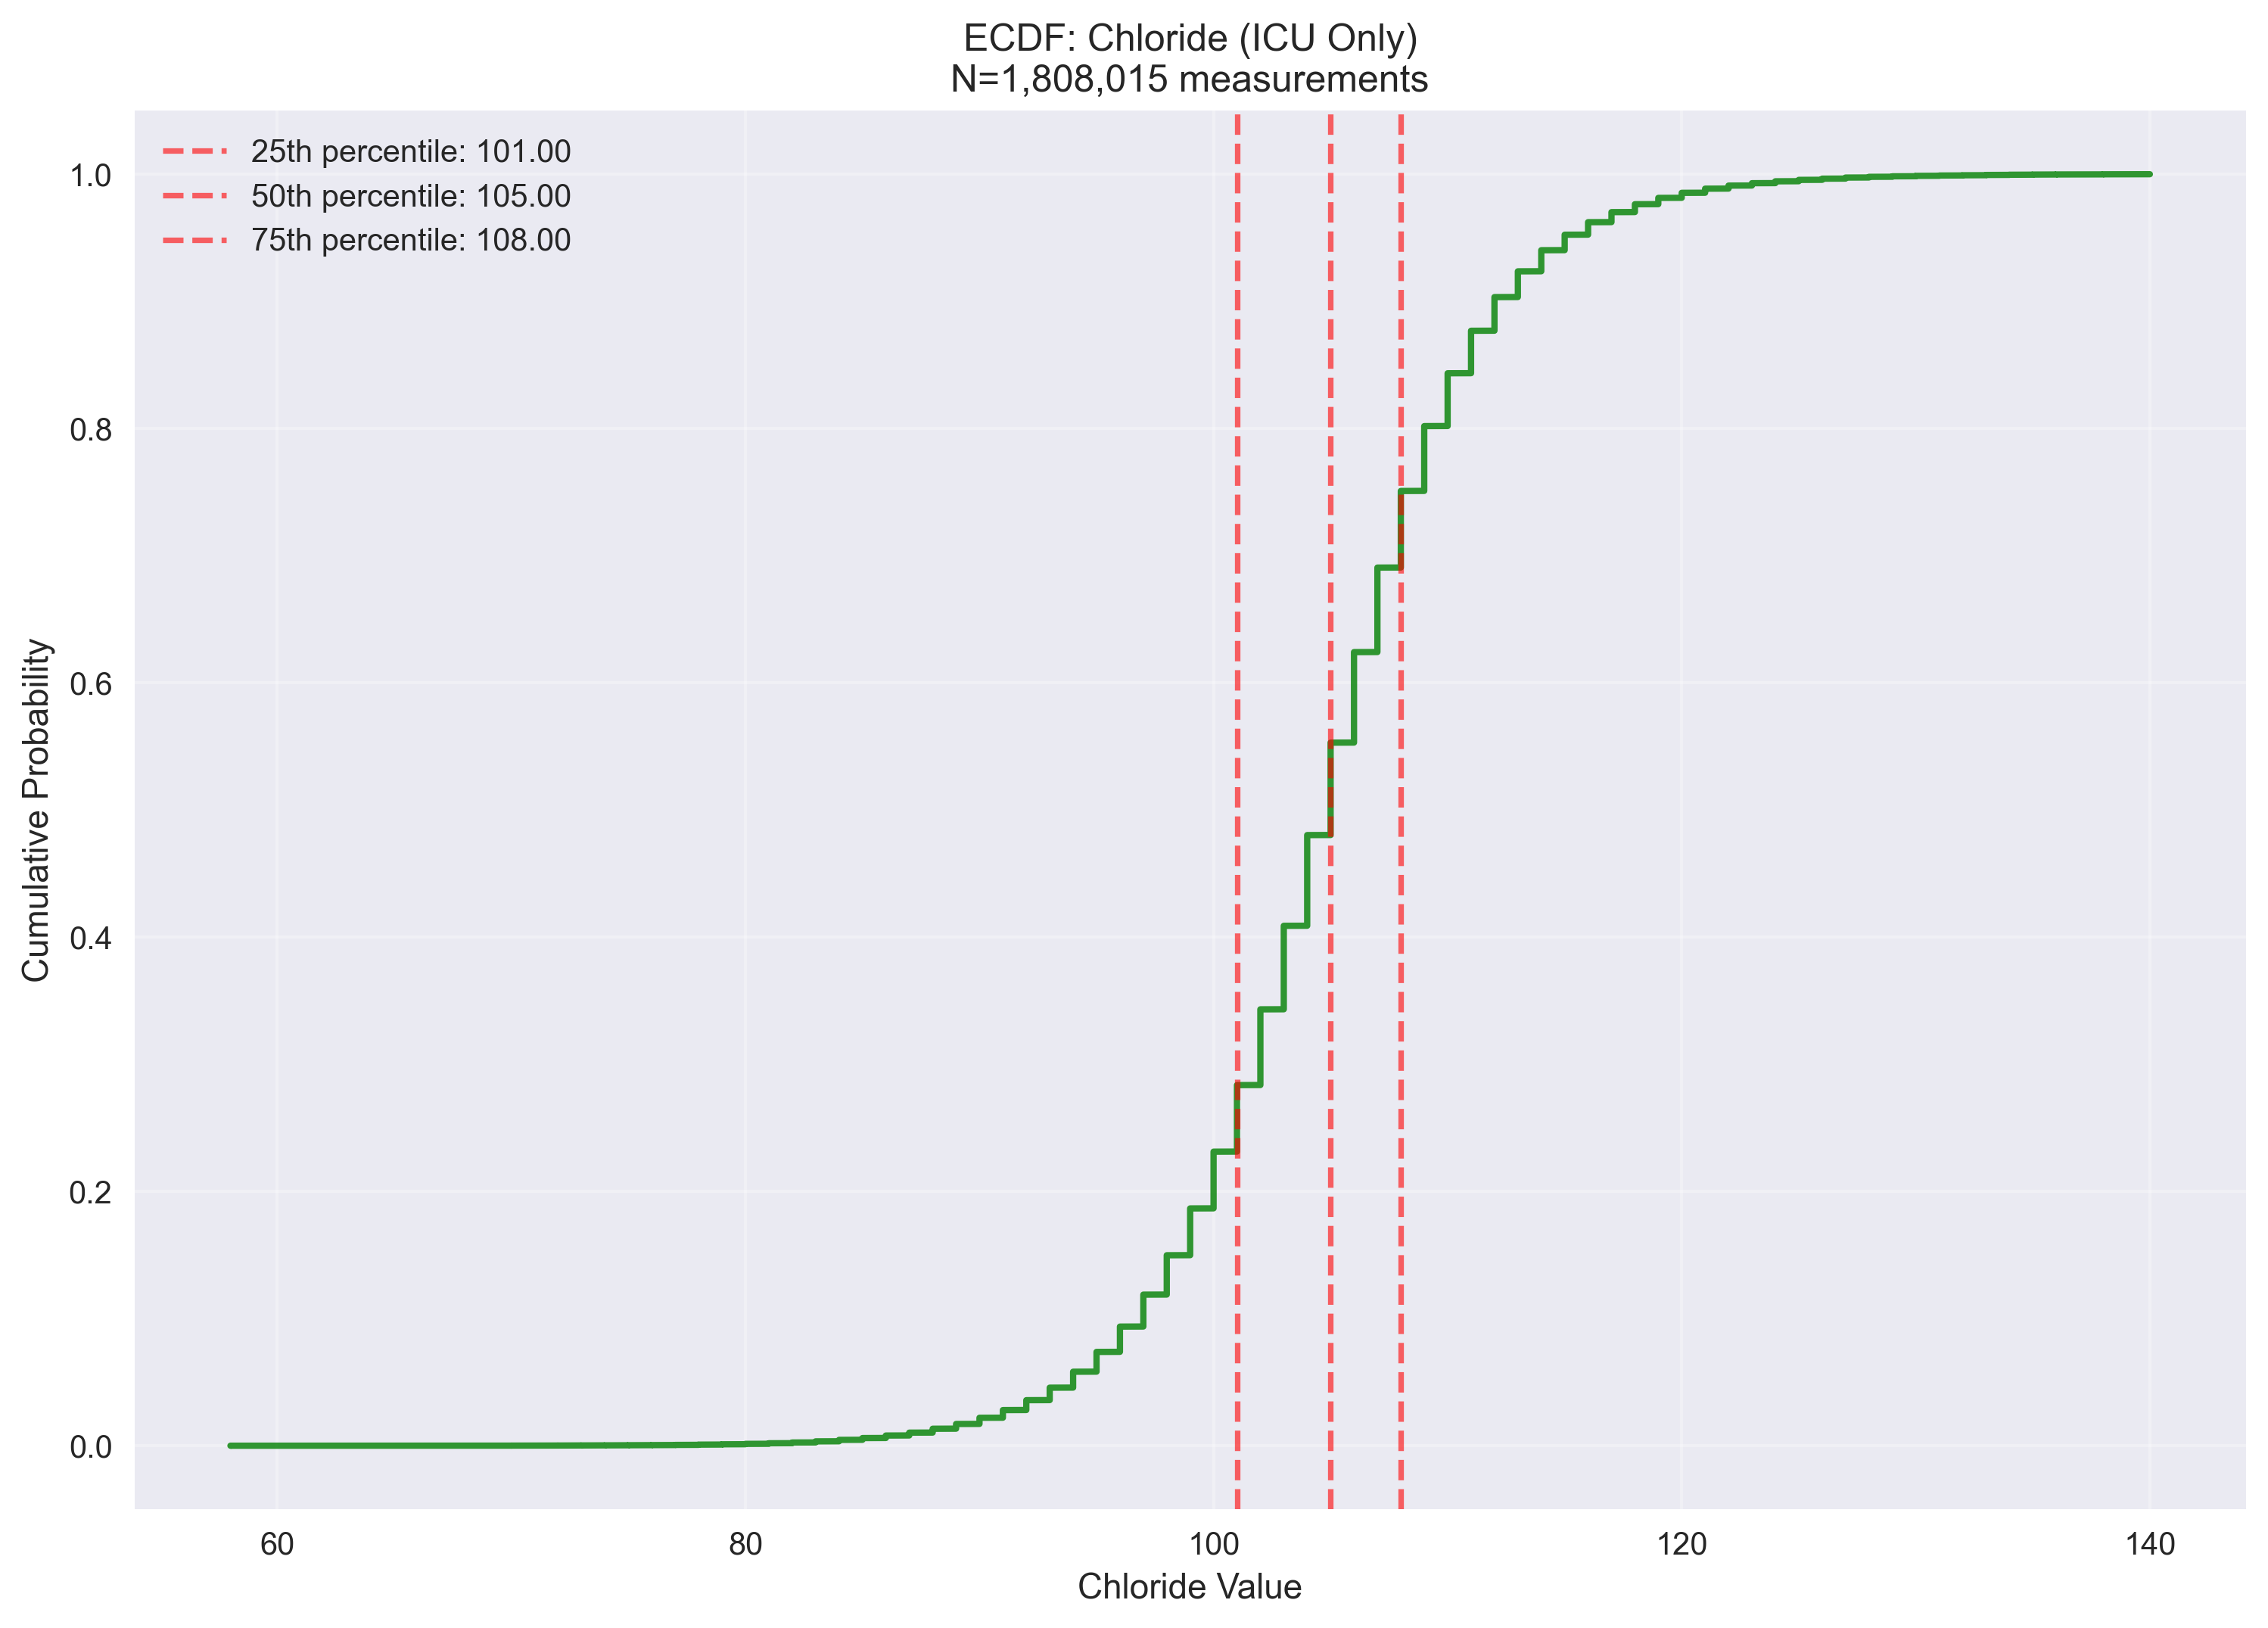 ECDF: Chloride (ICU Only)
N=1,808,015 measurements
25th percentile: 101.00
50th percentile: 105.00
75th percentile: 108.00
1.0
0.8
0.6
0.4
0.2
0.0
Cumulative Probability
60
80
100
120
140
Chloride Value